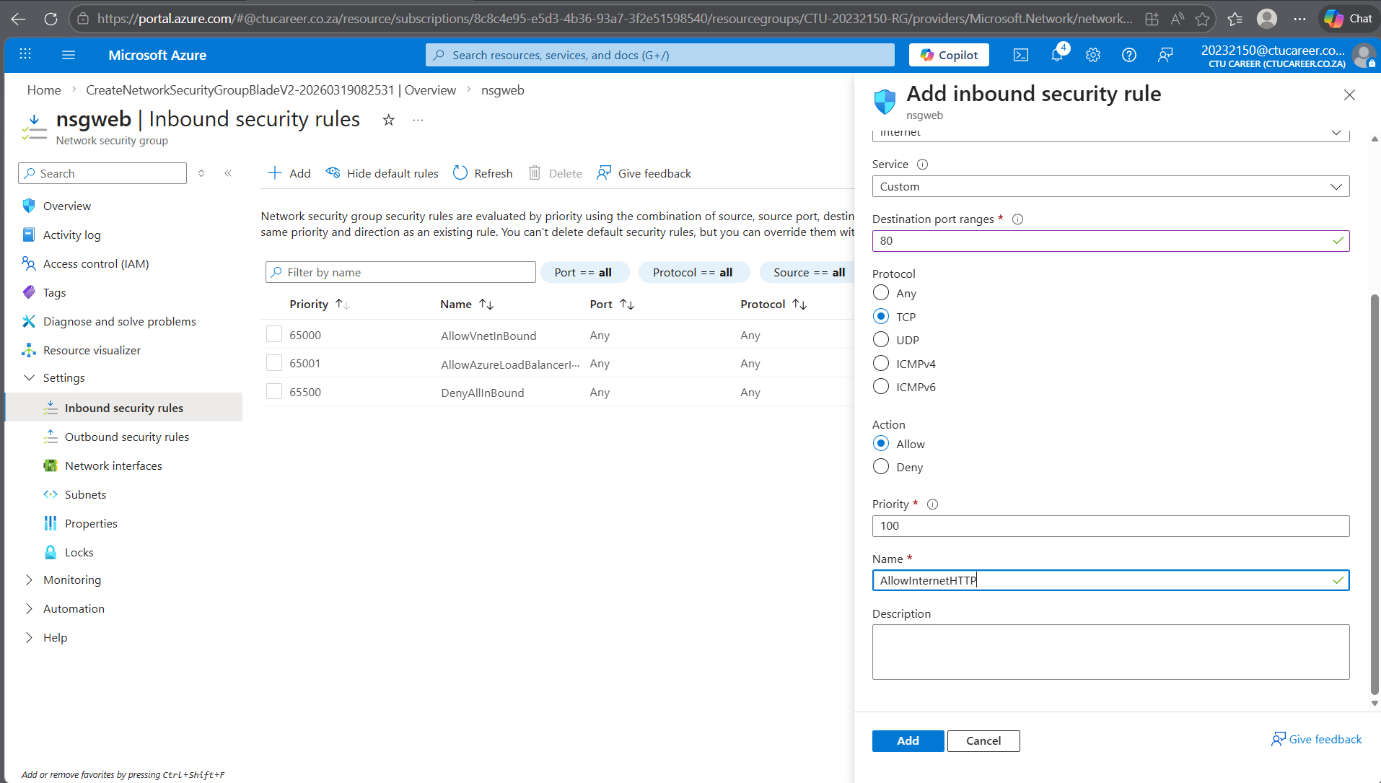 https://portal.azure.com/#@ctucareer.co.za/resource/subscriptions/8c8c4e95-e5d3-4b36-93a7-3f2e51598540/resourcegroups/CTU-20232150-RG/providers/Microsoft.Network/network...
Chat
Microsoft Azure
Search resources, services, and docs (G+/)
Copilot
4
20232150@ctucareer.co...
CTU CAREER (CTUCAREER.CO.ZA)
Home > CreateNetworkSecurityGroupBladeV2-20260319082531 | Overview > nsgweb
nsgweb | Inbound security rules
Network security group
Search
Overview
Activity log
Access control (IAM)
Tags
Diagnose and solve problems
Resource visualizer
Settings
Inbound security rules
Outbound security rules
Network interfaces
Subnets
Properties
Locks
Monitoring
Automation
Help
Add or remove favorites by pressing Ctrl+Shift+F
Add Hide default rules Refresh Delete Give feedback
Network security group security rules are evaluated by priority using the combination of source, source port, destin
same priority and direction as an existing rule. You can't delete default security rules, but you can override them wit
Filter by name Port == all Protocol == all Source == all
Priority Name Port Protocol
65000 AllowVnetInBound Any Any
65001 AllowAzureLoadBalancerI... Any Any
65500 DenyAllInBound Any Any
Add inbound security rule
nsgweb
Internet
Service
Custom
Destination port ranges *
80
Protocol
Any
TCP
UDP
ICMPv4
ICMPv6
Action
Allow
Deny
Priority *
100
Name *
AllowInternetHTTP
Description
Add Cancel
Give feedback